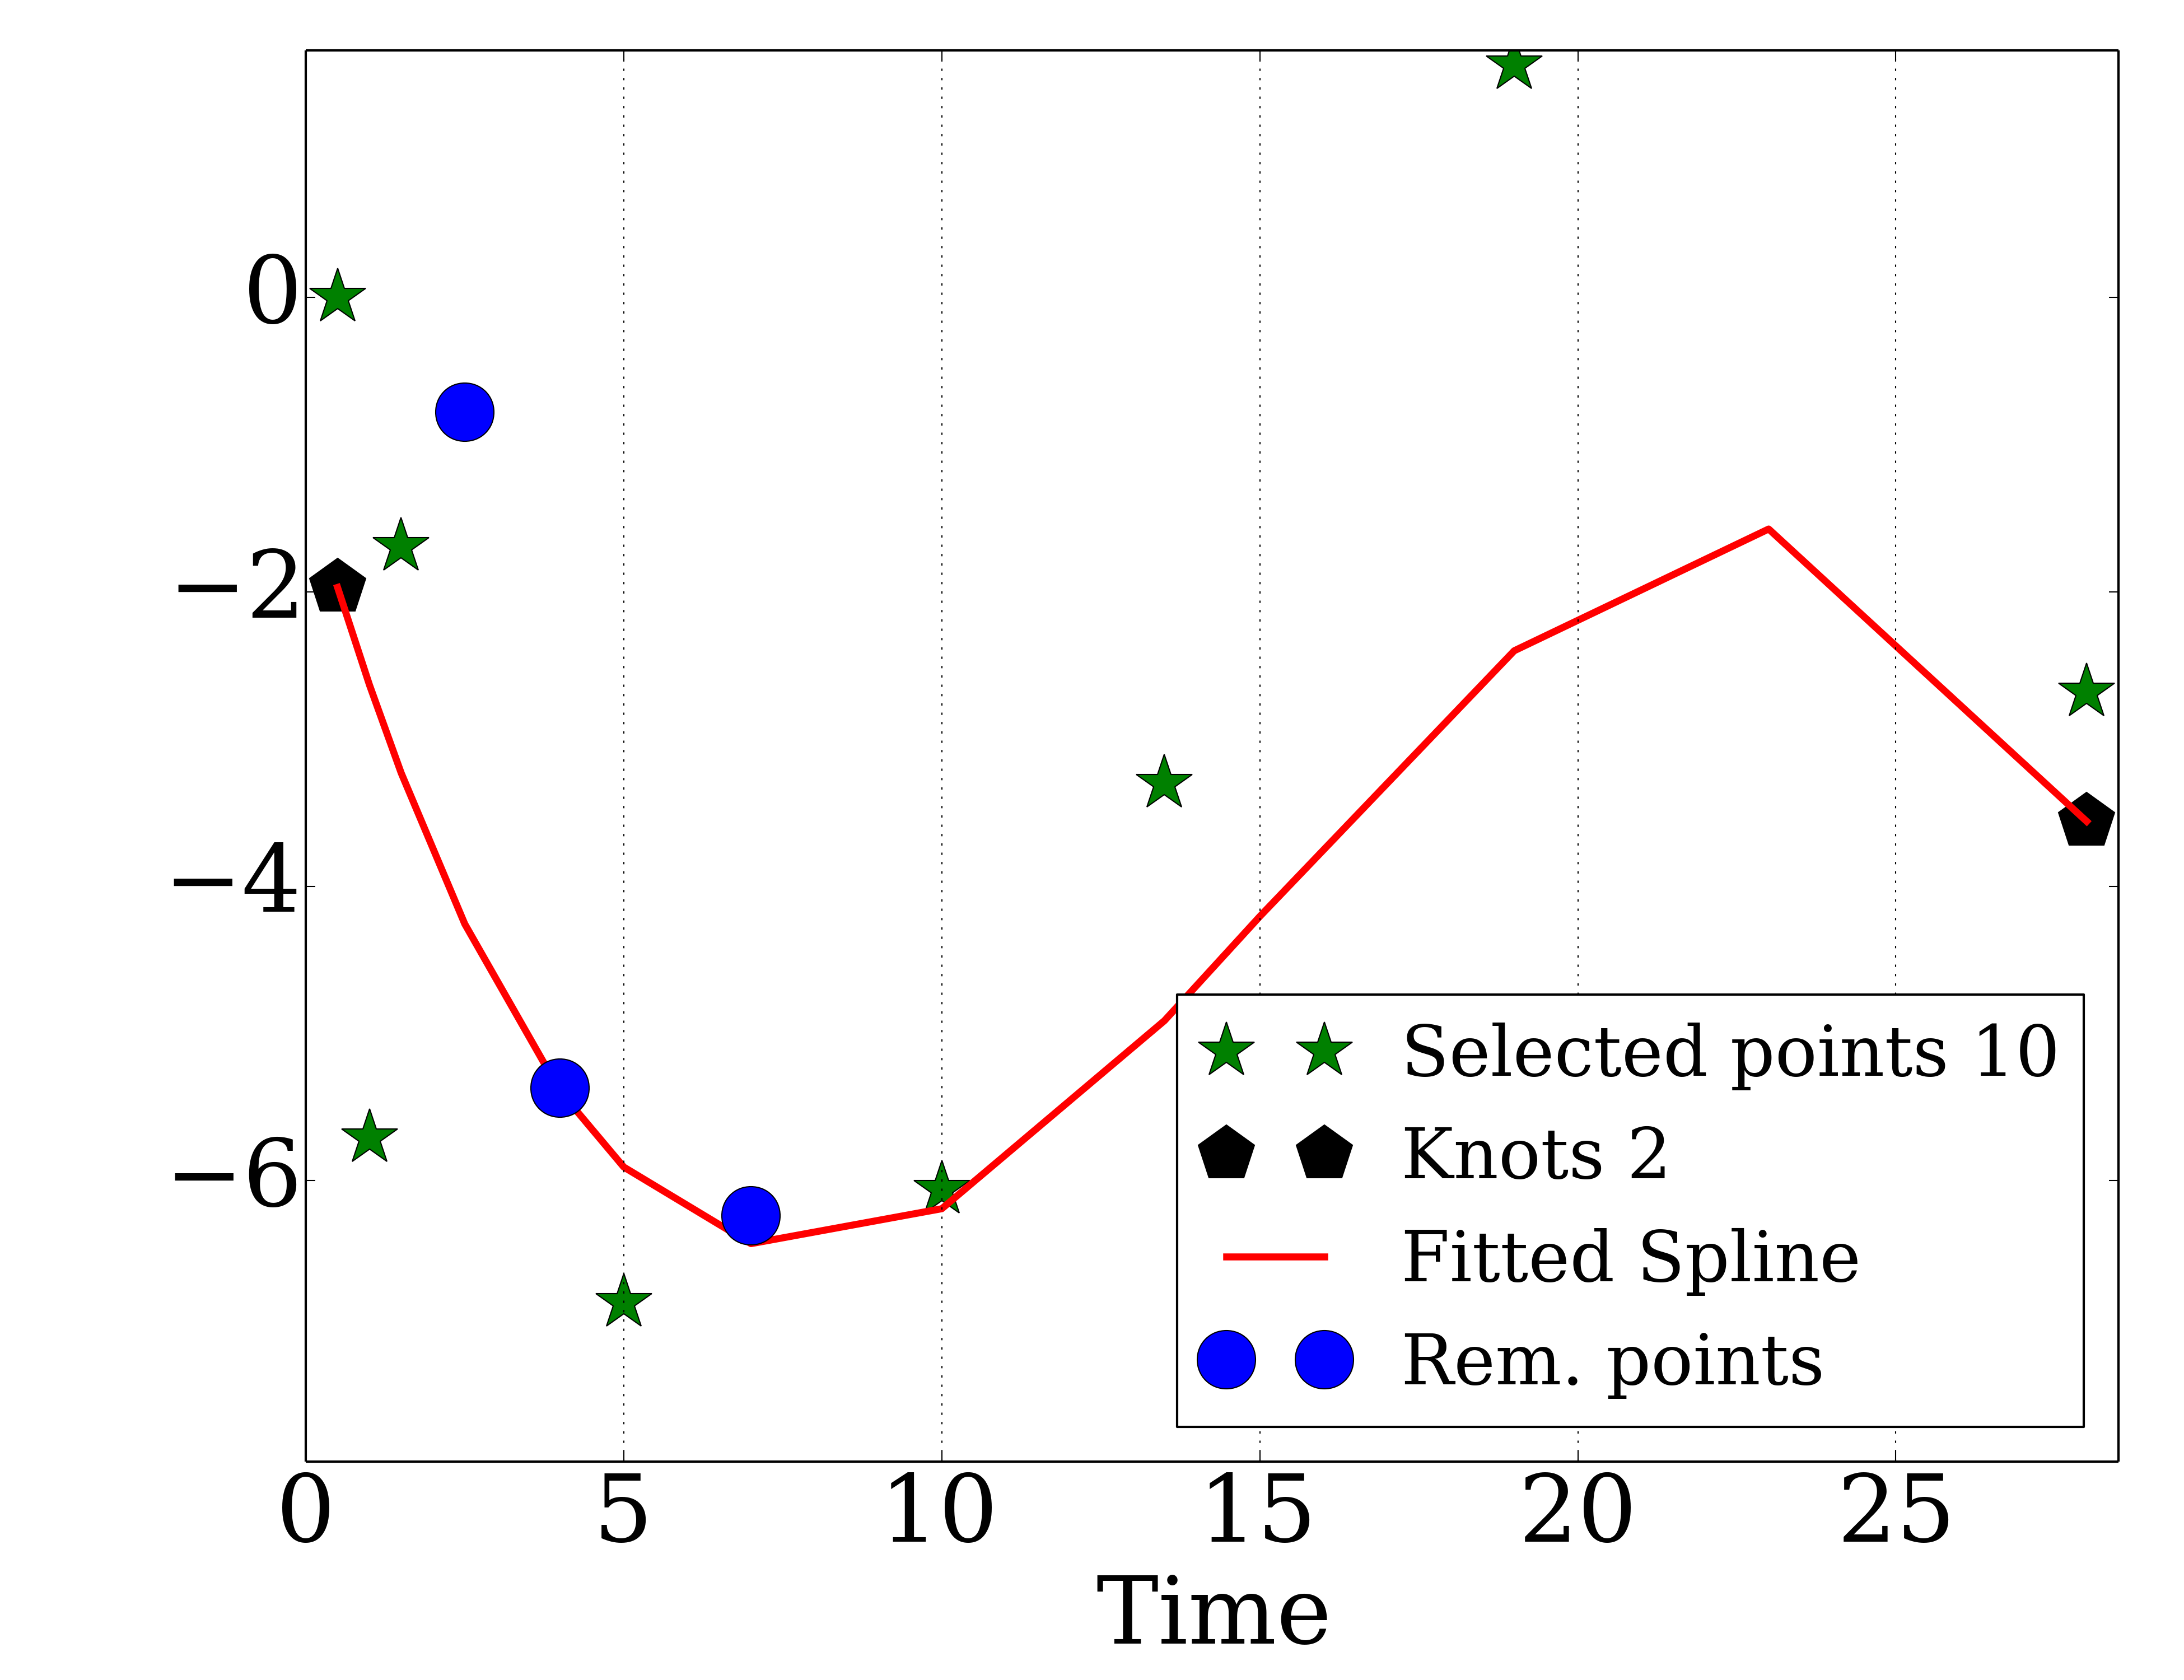 0
−2
−4
−6
Selected points 10
Knots 2
Fitted Spline
Rem. points
0 5 10 15 20 25
Time